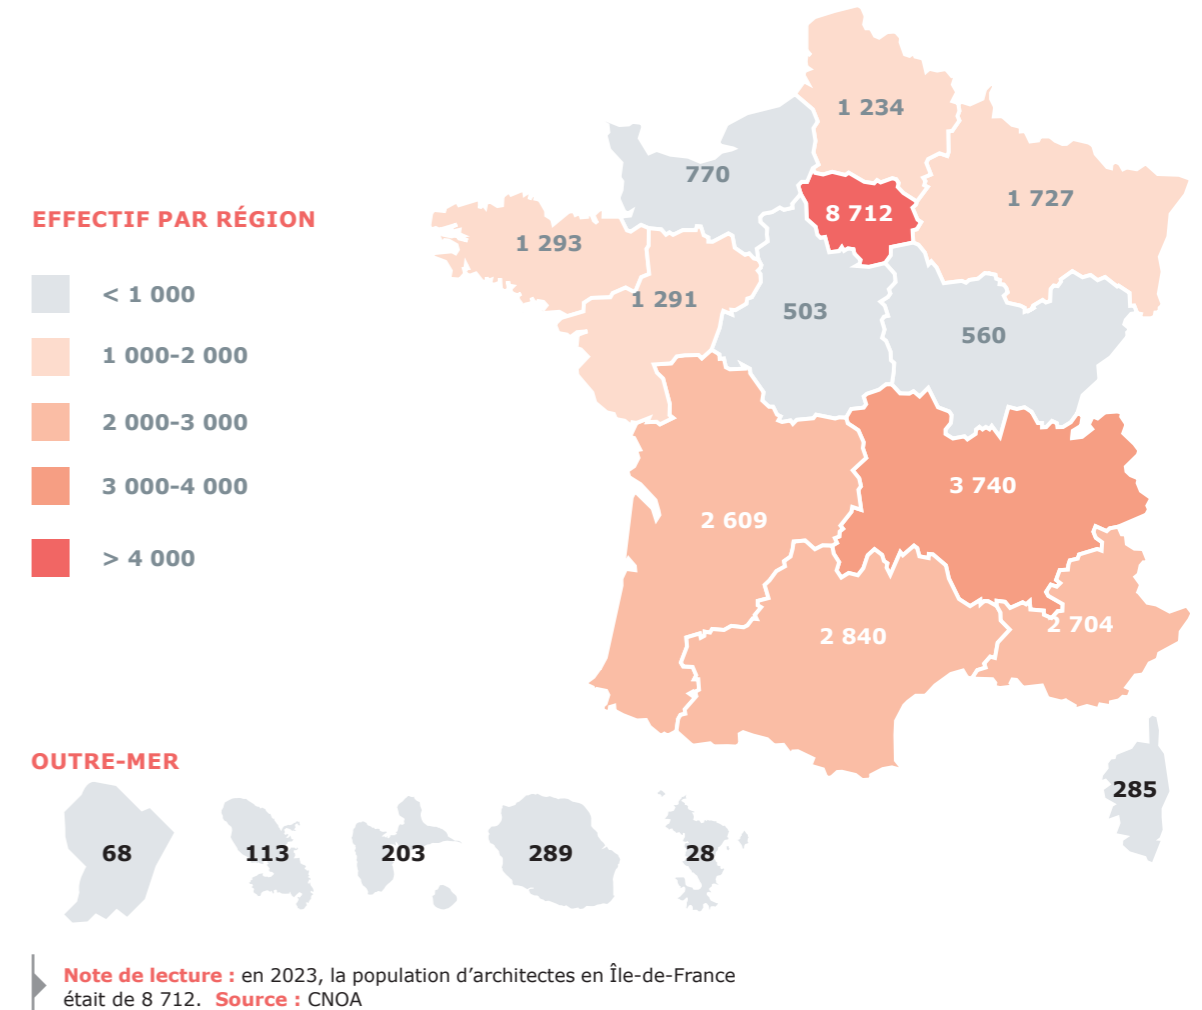 1 234
770
1 727
EFFECTIF PAR RÉGION
8 712
1 293
< 1 000
1 291
503
560
1 000-2 000
2 000-3 000
3 000-4 000
3 740
2 609
> 4 000
2 704
2 840
OUTRE-MER
285
68
113
203
289
28
Note de lecture : en 2023, la population d’architectes en Île-de-France
était de 8 712. Source : CNOA